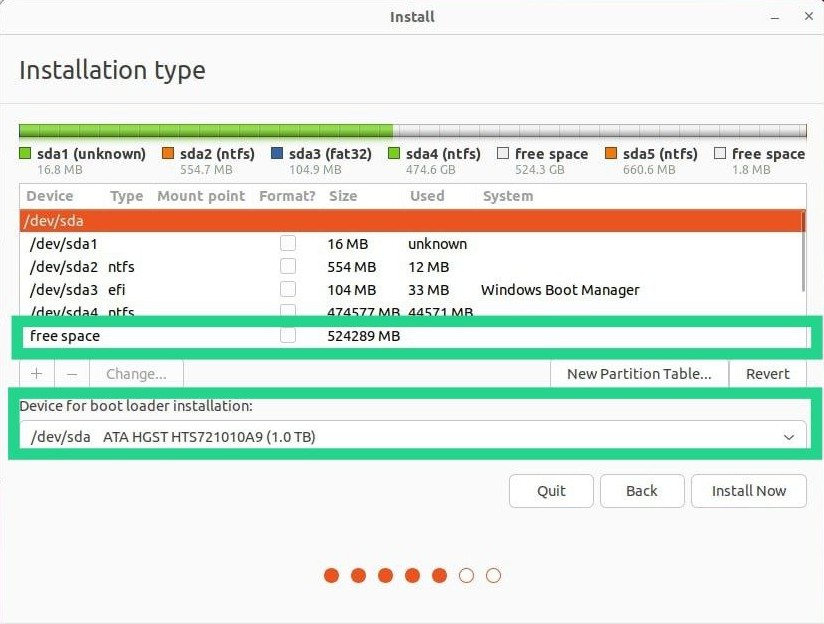 Install
Installation type
sda1 (unknown) sda2 (ntfs) sda3 (fat32) sda4 (ntfs) free space sda5 (ntfs) free space
16.8 MB 554.7 MB 104.9 MB 474.6 GB 524.3 GB 660.6 MB 1.8 MB
Device Type Mount point Format? Size Used System
/dev/sda
/dev/sda1 16 MB unknown
/dev/sda2 ntfs 554 MB 12 MB
/dev/sda3 efi 104 MB 33 MB Windows Boot Manager
/dev/sda4 ntfs 474577 MB 44571 MB
free space 524289 MB
+ − Change... New Partition Table... Revert
Device for boot loader installation:
/dev/sda ATA HGST HTS721010A9 (1.0 TB)
Quit Back Install Now